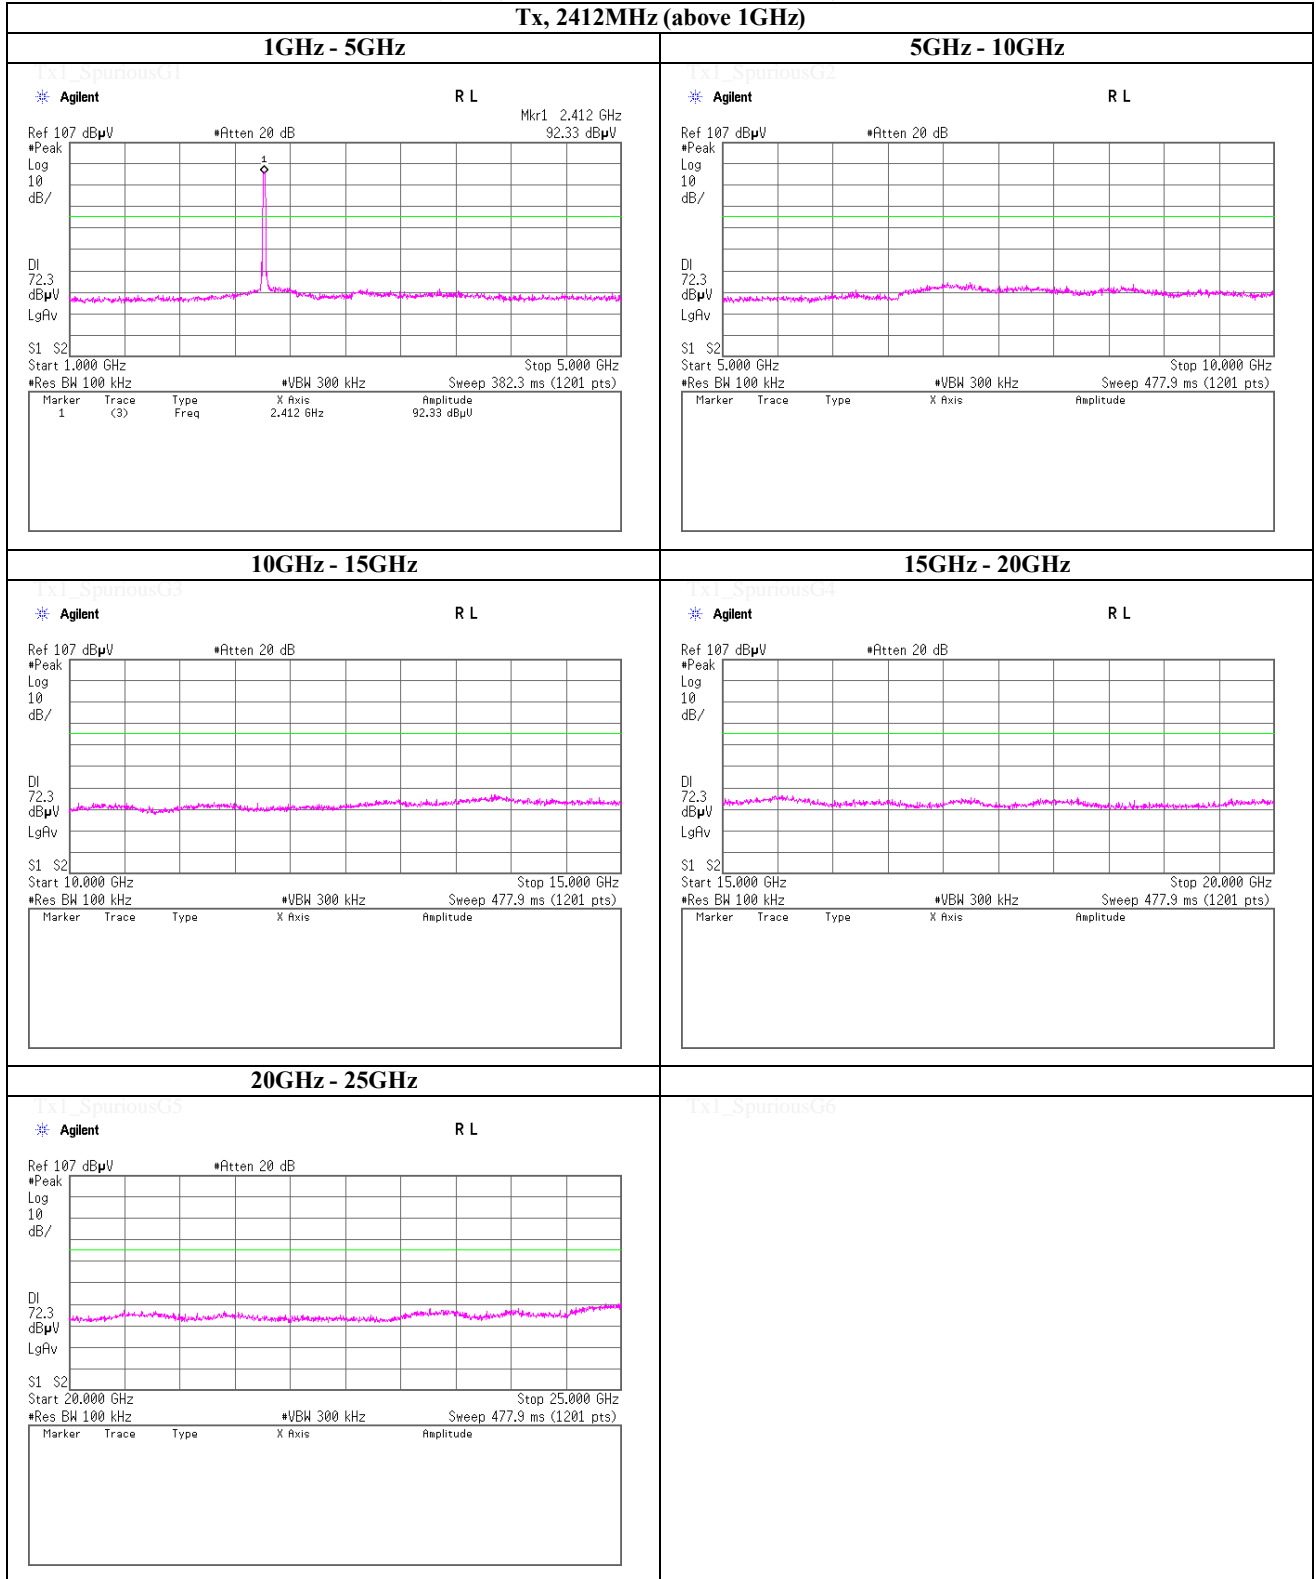 Tx, 2412MHz (above 1GHz)
1GHz - 5GHz
5GHz - 10GHz
Tx1_SpuriousG1
Agilent R L
Mkr1 2.412 GHz
Ref 107 dBµV #Atten 20 dB 92.33 dBµV
#Peak
Log
10
dB/
1
DI
72.3
dBµV
LgAv
S1 S2
Start 1.000 GHz Stop 5.000 GHz
#Res BW 100 kHz #VBW 300 kHz Sweep 382.3 ms (1201 pts)
Marker Trace Type X Axis Amplitude
1 (3) Freq 2.412 GHz 92.33 dBµV
Tx1_SpuriousG2
Agilent R L
Ref 107 dBµV #Atten 20 dB
#Peak
Log
10
dB/
DI
72.3
dBµV
LgAv
S1 S2
Start 5.000 GHz Stop 10.000 GHz
#Res BW 100 kHz #VBW 300 kHz Sweep 477.9 ms (1201 pts)
Marker Trace Type X Axis Amplitude
10GHz - 15GHz
15GHz - 20GHz
Tx1_SpuriousG3
Agilent R L
Ref 107 dBµV #Atten 20 dB
#Peak
Log
10
dB/
DI
72.3
dBµV
LgAv
S1 S2
Start 10.000 GHz Stop 15.000 GHz
#Res BW 100 kHz #VBW 300 kHz Sweep 477.9 ms (1201 pts)
Marker Trace Type X Axis Amplitude
Tx1_SpuriousG4
Agilent R L
Ref 107 dBµV #Atten 20 dB
#Peak
Log
10
dB/
DI
72.3
dBµV
LgAv
S1 S2
Start 15.000 GHz Stop 20.000 GHz
#Res BW 100 kHz #VBW 300 kHz Sweep 477.9 ms (1201 pts)
Marker Trace Type X Axis Amplitude
20GHz - 25GHz
Tx1_SpuriousG5
Agilent R L
Ref 107 dBµV #Atten 20 dB
#Peak
Log
10
dB/
DI
72.3
dBµV
LgAv
S1 S2
Start 20.000 GHz Stop 25.000 GHz
#Res BW 100 kHz #VBW 300 kHz Sweep 477.9 ms (1201 pts)
Marker Trace Type X Axis Amplitude
Tx1_SpuriousG6